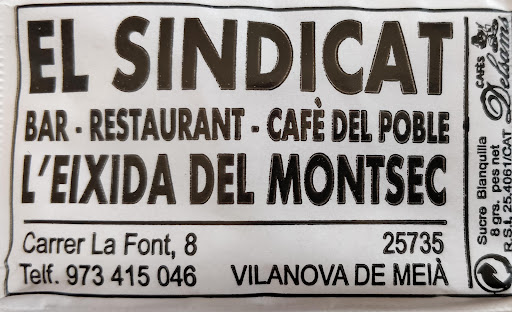 EL SINDICAT
BAR - RESTAURANT - CAFÈ DEL POBLE
L'EIXIDA DEL MONTSEC
Carrer La Font, 8
25735
Telf. 973 415 046
VILANOVA DE MEIÀ
CAFÈS
Delsams
Sucre Blanquilla
8 grs. pes net
R.S.I. 25.4061/CAT